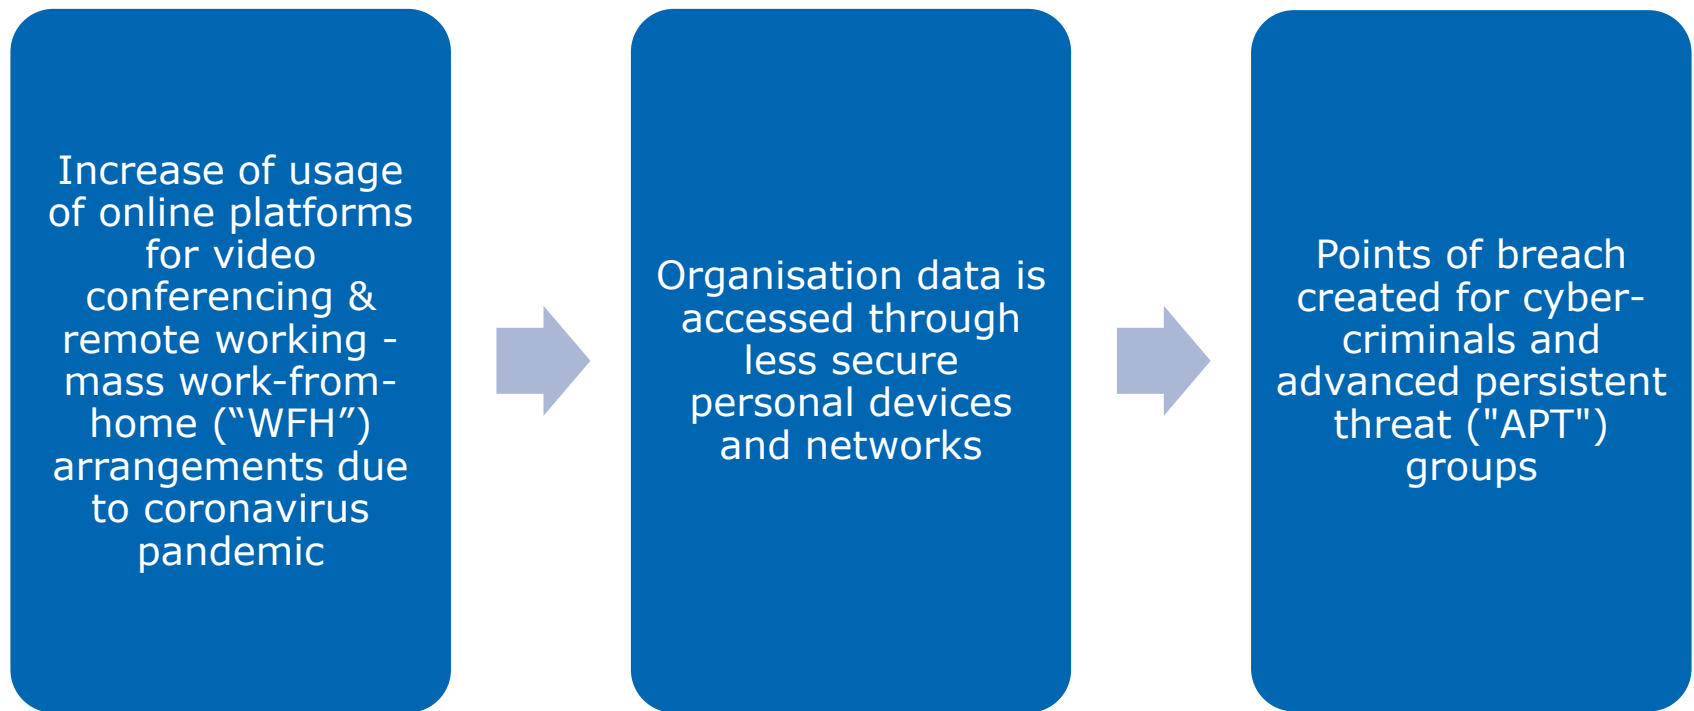 Increase of usage
of online platforms
for video
conferencing &
remote working -
mass work-from-
home (“WFH”)
arrangements due
to coronavirus
pandemic
Organisation data is
accessed through
less secure
personal devices
and networks
Points of breach
created for cyber-
criminals and
advanced persistent
threat ("APT")
groups